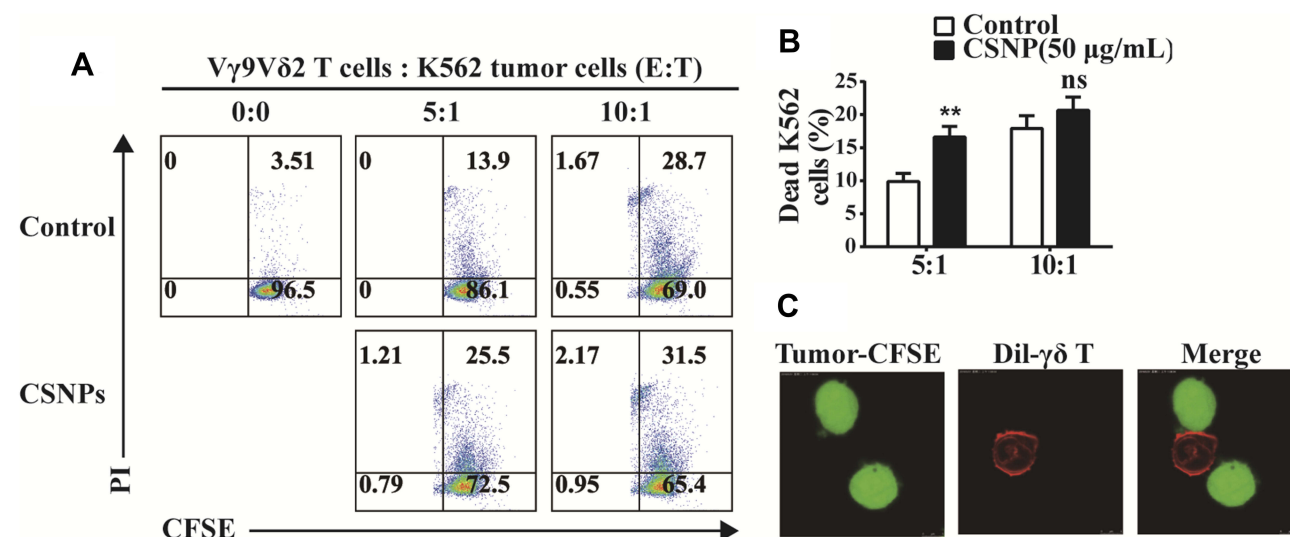 A
Vγ9Vδ2 T cells : K562 tumor cells (E:T)
0:0 5:1 10:1
Control
0 3.51
0 96.5
0 13.9
0 86.1
1.67 28.7
0.55 69.0
CSNPs
1.21 25.5
0.79 72.5
2.17 31.5
0.95 65.4
PI
CFSE
B
Control
CSNP(50 μg/mL)
Dead K562
cells (%)
25
20
15
10
5
0
**
ns
5:1 10:1
C
Tumor-CFSE Dil-γδ T Merge